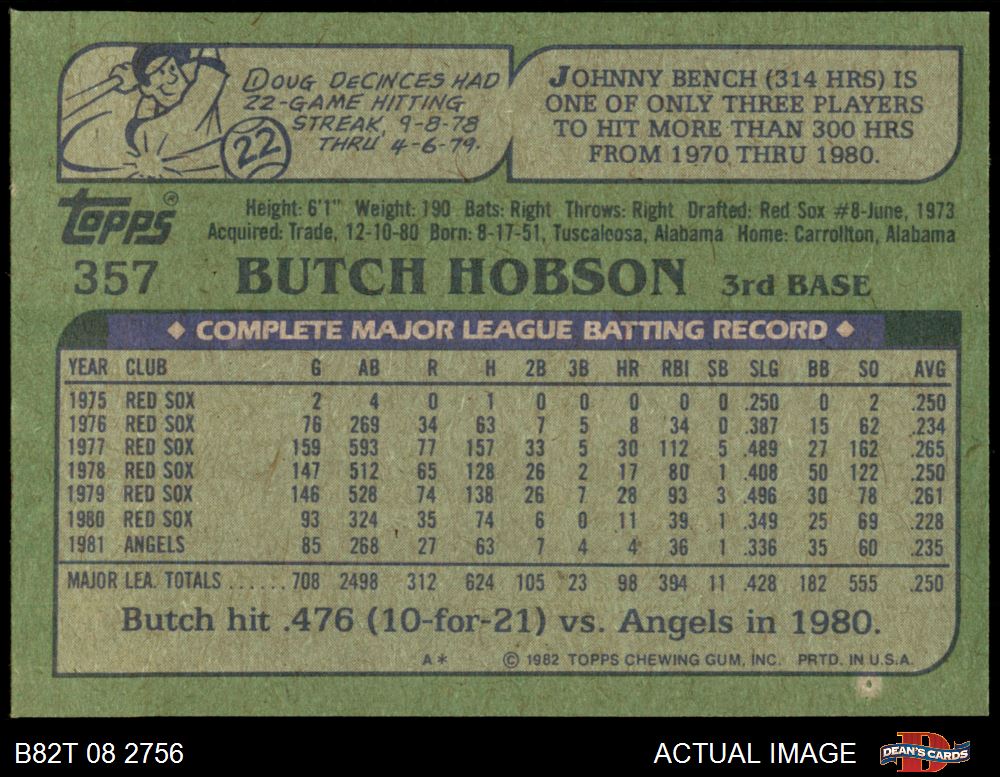 DOUG DECINCES HAD
22-GAME HITTING
STREAK, 9-8-78
THRU 4-6-79.
22
JOHNNY BENCH (314 HRS) IS
ONE OF ONLY THREE PLAYERS
TO HIT MORE THAN 300 HRS
FROM 1970 THRU 1980.
Topps®
Height: 6'1" Weight: 190 Bats: Right Throws: Right Drafted: Red Sox #8-June, 1973
Acquired: Trade, 12-10-80 Born: 8-17-51, Tuscaloosa, Alabama Home: Carrollton, Alabama
357 BUTCH HOBSON 3rd BASE
◆ COMPLETE MAJOR LEAGUE BATTING RECORD ◆
YEAR CLUB G AB R H 2B 3B HR RBI SB SLG BB SO AVG
1975 RED SOX 2 4 0 1 0 0 0 0 0 .250 0 2 .250
1976 RED SOX 76 269 34 63 7 5 8 34 0 .387 15 62 .234
1977 RED SOX 159 593 77 157 33 5 30 112 5 .489 27 162 .265
1978 RED SOX 147 512 65 128 26 2 17 80 1 .408 50 122 .250
1979 RED SOX 146 528 74 138 26 7 28 93 3 .496 30 78 .261
1980 RED SOX 93 324 35 74 6 0 11 39 1 .349 25 69 .228
1981 ANGELS 85 268 27 63 7 4 4 36 1 .336 35 60 .235
MAJOR LEA. TOTALS ...... 708 2498 312 624 105 23 98 394 11 .428 182 555 .250
Butch hit .476 (10-for-21) vs. Angels in 1980.
A* © 1982 TOPPS CHEWING GUM, INC. PRTD. IN U.S.A.
B82T 08 2756 ACTUAL IMAGE DEAN'S CARDS